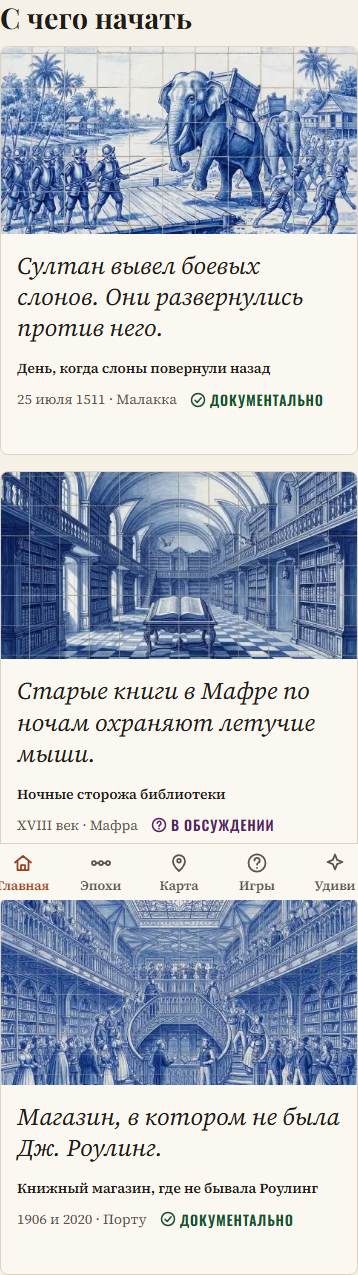 С чего начать
Султан вывел боевых
слонов. Они развернулись
против него.
День, когда слоны повернули назад
25 июля 1511 · Малакка ДОКУМЕНТАЛЬНО
Старые книги в Мафре по
ночам охраняют летучие
мыши.
Ночные сторожа библиотеки
XVIII век · Мафра В ОБСУЖДЕНИИ
Главная Эпохи Карта Игры Удиви
Магазин, в котором не была
Дж. Роулинг.
Книжный магазин, где не бывала Роулинг
1906 и 2020 · Порту ДОКУМЕНТАЛЬНО